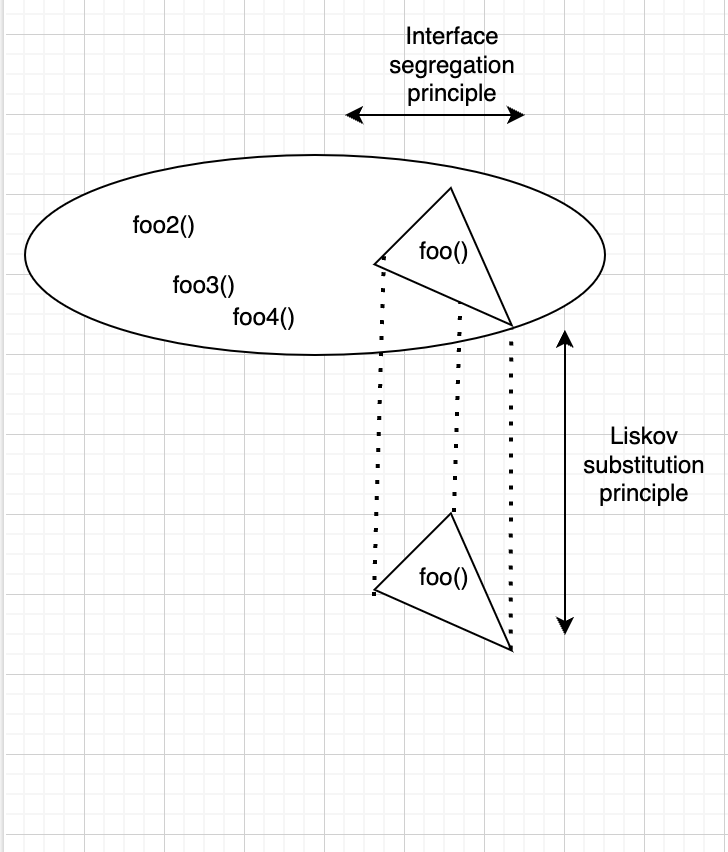 Interface
segregation
principle
foo2()
foo()
foo3()
foo4()
Liskov
substitution
principle
foo()